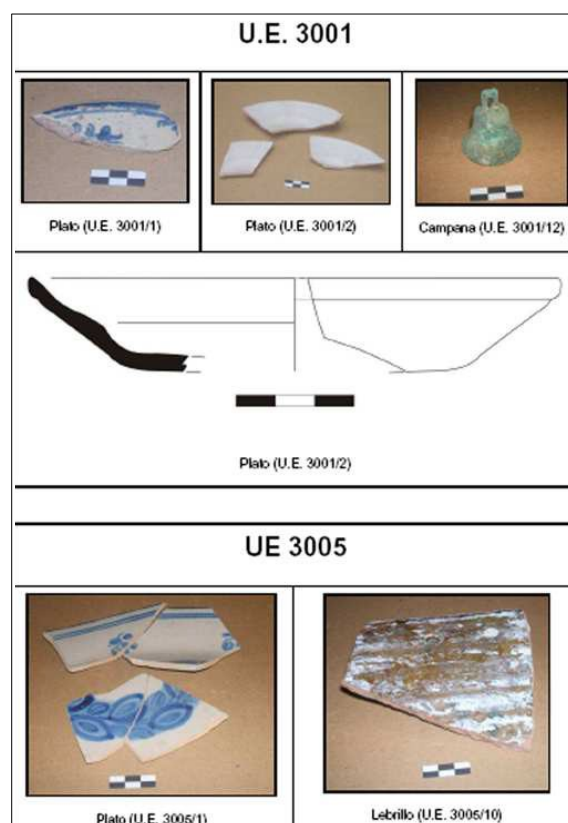 U.E. 3001
Plato (U.E. 3001/1)
Plato (U.E. 3001/2)
Campana (U.E. 3001/12)
Plato (U.E. 3001/2)
UE 3005
Plato (U.E. 3005/1)
Lebrillo (U.E. 3005/10)